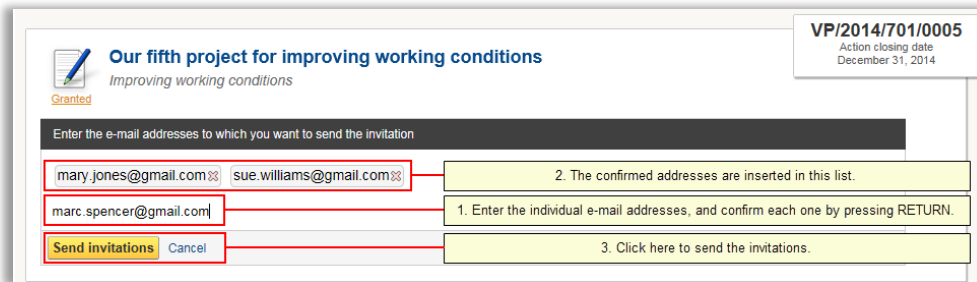 VP/2014/701/0005
Action closing date
December 31, 2014
Our fifth project for improving working conditions
Improving working conditions
Granted
Enter the e-mail addresses to which you want to send the invitation
mary.jones@gmail.com sue.williams@gmail.com
2. The confirmed addresses are inserted in this list.
marc.spencer@gmail.com
1. Enter the individual e-mail addresses, and confirm each one by pressing RETURN.
Send invitations Cancel
3. Click here to send the invitations.